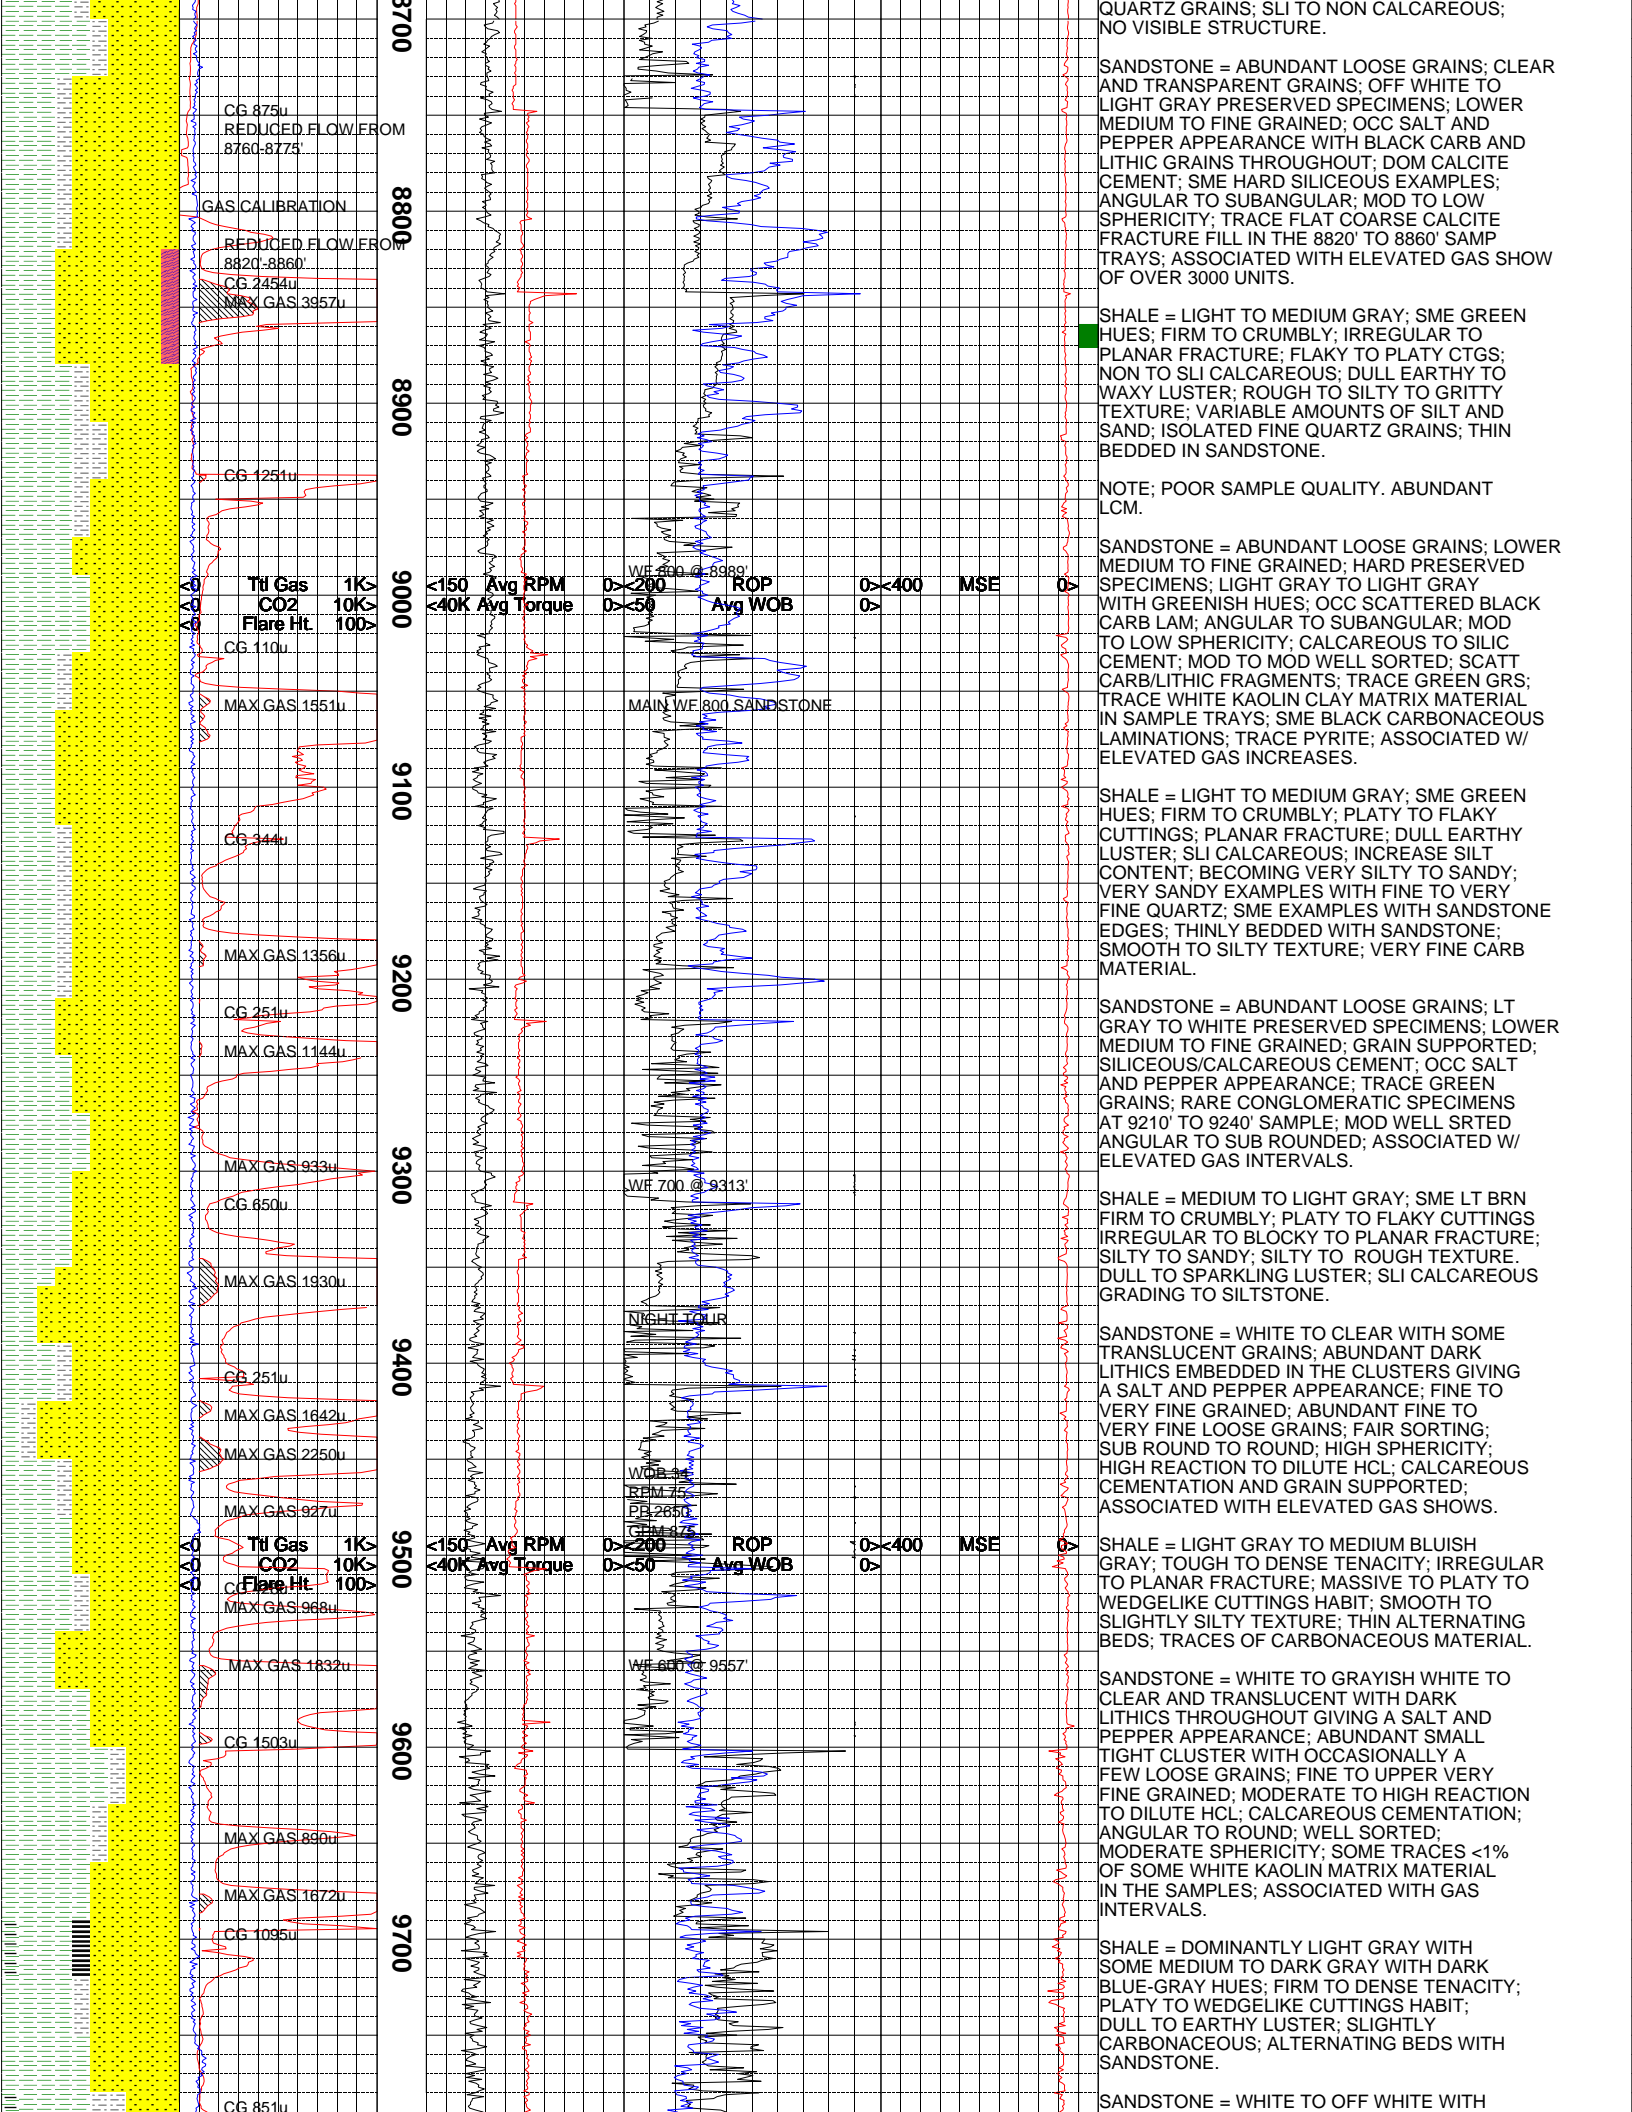 8700
CG 875u
REDUCED FLOW FROM
8760-8775'
8800
GAS CALIBRATION
REDUCED FLOW FROM
8820'-8860'
CG 2454u
MAX GAS 3957u
8900
CG 1251u
WF 800 @ 8989'
<0 Ttl Gas 1K> <150 Avg RPM 0> <200 ROP 0> <400 MSE 0>
<0 CO2 10K> <40K Avg Torque 0> <50 Avg WOB 0>
<0 Flare Ht. 100>
9000
CG 110u
MAX GAS 1551u
MAIN WF 800 SANDSTONE
9100
CG 344u
MAX GAS 1356u
9200
CG 251u
MAX GAS 1144u
MAX GAS 933u
9300
WF 700 @ 9313'
CG 650u
MAX GAS 1930u
NIGHT TOUR
9400
CG 251u
MAX GAS 1642u
MAX GAS 2250u
WOB 34
RPM 75
PP 2650
GPM 875
MAX GAS 927u
<0 Ttl Gas 1K> <150 Avg RPM 0> <200 ROP 0> <400 MSE 0>
<0 CO2 10K> <40K Avg Torque 0> <50 Avg WOB 0>
<0 Flare Ht. 100>
9500
MAX GAS 968u
MAX GAS 1832u
WF 600 @ 9557'
CG 1503u
9600
MAX GAS 890u
MAX GAS 1672u
CG 1095u
9700
CG 851u
QUARTZ GRAINS; SLI TO NON CALCAREOUS;
NO VISIBLE STRUCTURE.
SANDSTONE = ABUNDANT LOOSE GRAINS; CLEAR
AND TRANSPARENT GRAINS; OFF WHITE TO
LIGHT GRAY PRESERVED SPECIMENS; LOWER
MEDIUM TO FINE GRAINED; OCC SALT AND
PEPPER APPEARANCE WITH BLACK CARB AND
LITHIC GRAINS THROUGHOUT; DOM CALCITE
CEMENT; SME HARD SILICEOUS EXAMPLES;
ANGULAR TO SUBANGULAR; MOD TO LOW
SPHERICITY; TRACE FLAT COARSE CALCITE
FRACTURE FILL IN THE 8820' TO 8860' SAMP
TRAYS; ASSOCIATED WITH ELEVATED GAS SHOW
OF OVER 3000 UNITS.
SHALE = LIGHT TO MEDIUM GRAY; SME GREEN
HUES; FIRM TO CRUMBLY; IRREGULAR TO
PLANAR FRACTURE; FLAKY TO PLATY CTGS;
NON TO SLI CALCAREOUS; DULL EARTHY TO
WAXY LUSTER; ROUGH TO SILTY TO GRITTY
TEXTURE; VARIABLE AMOUNTS OF SILT AND
SAND; ISOLATED FINE QUARTZ GRAINS; THIN
BEDDED IN SANDSTONE.
NOTE; POOR SAMPLE QUALITY. ABUNDANT
LCM.
SANDSTONE = ABUNDANT LOOSE GRAINS; LOWER
MEDIUM TO FINE GRAINED; HARD PRESERVED
SPECIMENS; LIGHT GRAY TO LIGHT GRAY
WITH GREENISH HUES; OCC SCATTERED BLACK
CARB LAM; ANGULAR TO SUBANGULAR; MOD
TO LOW SPHERICITY; CALCAREOUS TO SILIC
CEMENT; MOD TO MOD WELL SORTED; SCATT
CARB/LITHIC FRAGMENTS; TRACE GREEN GRS;
TRACE WHITE KAOLIN CLAY MATRIX MATERIAL
IN SAMPLE TRAYS; SME BLACK CARBONACEOUS
LAMINATIONS; TRACE PYRITE; ASSOCIATED W/
ELEVATED GAS INCREASES.
SHALE = LIGHT TO MEDIUM GRAY; SME GREEN
HUES; FIRM TO CRUMBLY; PLATY TO FLAKY
CUTTINGS; PLANAR FRACTURE; DULL EARTHY
LUSTER; SLI CALCAREOUS; INCREASE SILT
CONTENT; BECOMING VERY SILTY TO SANDY;
VERY SANDY EXAMPLES WITH FINE TO VERY
FINE QUARTZ; SME EXAMPLES WITH SANDSTONE
EDGES; THINLY BEDDED WITH SANDSTONE;
SMOOTH TO SILTY TEXTURE; VERY FINE CARB
MATERIAL.
SANDSTONE = ABUNDANT LOOSE GRAINS; LT
GRAY TO WHITE PRESERVED SPECIMENS; LOWER
MEDIUM TO FINE GRAINED; GRAIN SUPPORTED;
SILICEOUS/CALCAREOUS CEMENT; OCC SALT
AND PEPPER APPEARANCE; TRACE GREEN
GRAINS; RARE CONGLOMERATIC SPECIMENS
AT 9210' TO 9240' SAMPLE; MOD WELL SRTED
ANGULAR TO SUB ROUNDED; ASSOCIATED W/
ELEVATED GAS INTERVALS.
SHALE = MEDIUM TO LIGHT GRAY; SME LT BRN
FIRM TO CRUMBLY; PLATY TO FLAKY CUTTINGS
IRREGULAR TO BLOCKY TO PLANAR FRACTURE;
SILTY TO SANDY; SILTY TO ROUGH TEXTURE.
DULL TO SPARKLING LUSTER; SLI CALCAREOUS
GRADING TO SILTSTONE.
SANDSTONE = WHITE TO CLEAR WITH SOME
TRANSLUCENT GRAINS; ABUNDANT DARK
LITHICS EMBEDDED IN THE CLUSTERS GIVING
A SALT AND PEPPER APPEARANCE; FINE TO
VERY FINE GRAINED; ABUNDANT FINE TO
VERY FINE LOOSE GRAINS; FAIR SORTING;
SUB ROUND TO ROUND; HIGH SPHERICITY;
HIGH REACTION TO DILUTE HCL; CALCAREOUS
CEMENTATION AND GRAIN SUPPORTED;
ASSOCIATED WITH ELEVATED GAS SHOWS.
SHALE = LIGHT GRAY TO MEDIUM BLUISH
GRAY; TOUGH TO DENSE TENACITY; IRREGULAR
TO PLANAR FRACTURE; MASSIVE TO PLATY TO
WEDGELIKE CUTTINGS HABIT; SMOOTH TO
SLIGHTLY SILTY TEXTURE; THIN ALTERNATING
BEDS; TRACES OF CARBONACEOUS MATERIAL.
SANDSTONE = WHITE TO GRAYISH WHITE TO
CLEAR AND TRANSLUCENT WITH DARK
LITHICS THROUGHOUT GIVING A SALT AND
PEPPER APPEARANCE; ABUNDANT SMALL
TIGHT CLUSTER WITH OCCASIONALLY A
FEW LOOSE GRAINS; FINE TO UPPER VERY
FINE GRAINED; MODERATE TO HIGH REACTION
TO DILUTE HCL; CALCAREOUS CEMENTATION;
ANGULAR TO ROUND; WELL SORTED;
MODERATE SPHERICITY; SOME TRACES <1%
OF SOME WHITE KAOLIN MATRIX MATERIAL
IN THE SAMPLES; ASSOCIATED WITH GAS
INTERVALS.
SHALE = DOMINANTLY LIGHT GRAY WITH
SOME MEDIUM TO DARK GRAY WITH DARK
BLUE-GRAY HUES; FIRM TO DENSE TENACITY;
PLATY TO WEDGELIKE CUTTINGS HABIT;
DULL TO EARTHY LUSTER; SLIGHTLY
CARBONACEOUS; ALTERNATING BEDS WITH
SANDSTONE.
SANDSTONE = WHITE TO OFF WHITE WITH